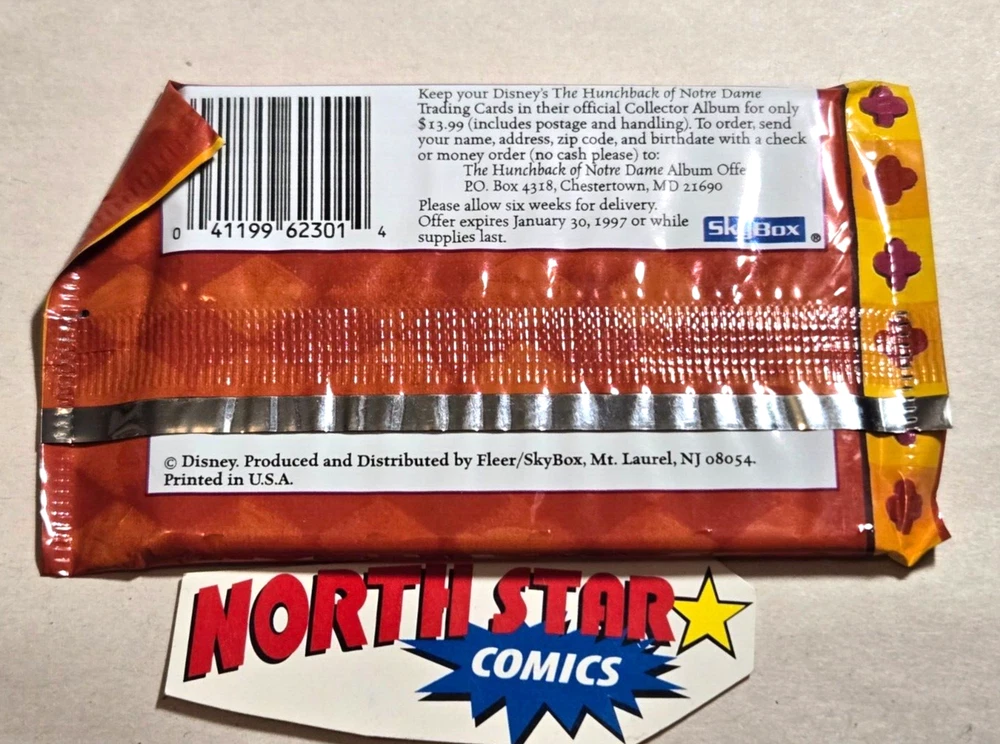 Keep your Disney's The Hunchback of Notre Dame
Trading Cards in their official Collector Album for only
$13.99 (includes postage and handling). To order, send
your name, address, zip code, and birthdate with a check
or money order (no cash please) to:
The Hunchback of Notre Dame Album Offe
P.O. Box 4318, Chestertown, MD 21690
Please allow six weeks for delivery.
Offer expires January 30, 1997 or while
supplies last.
SkyBox ®
0 41199 62301 4
© Disney. Produced and Distributed by Fleer/SkyBox, Mt. Laurel, NJ 08054.
Printed in U.S.A.
NORTH STAR
COMICS